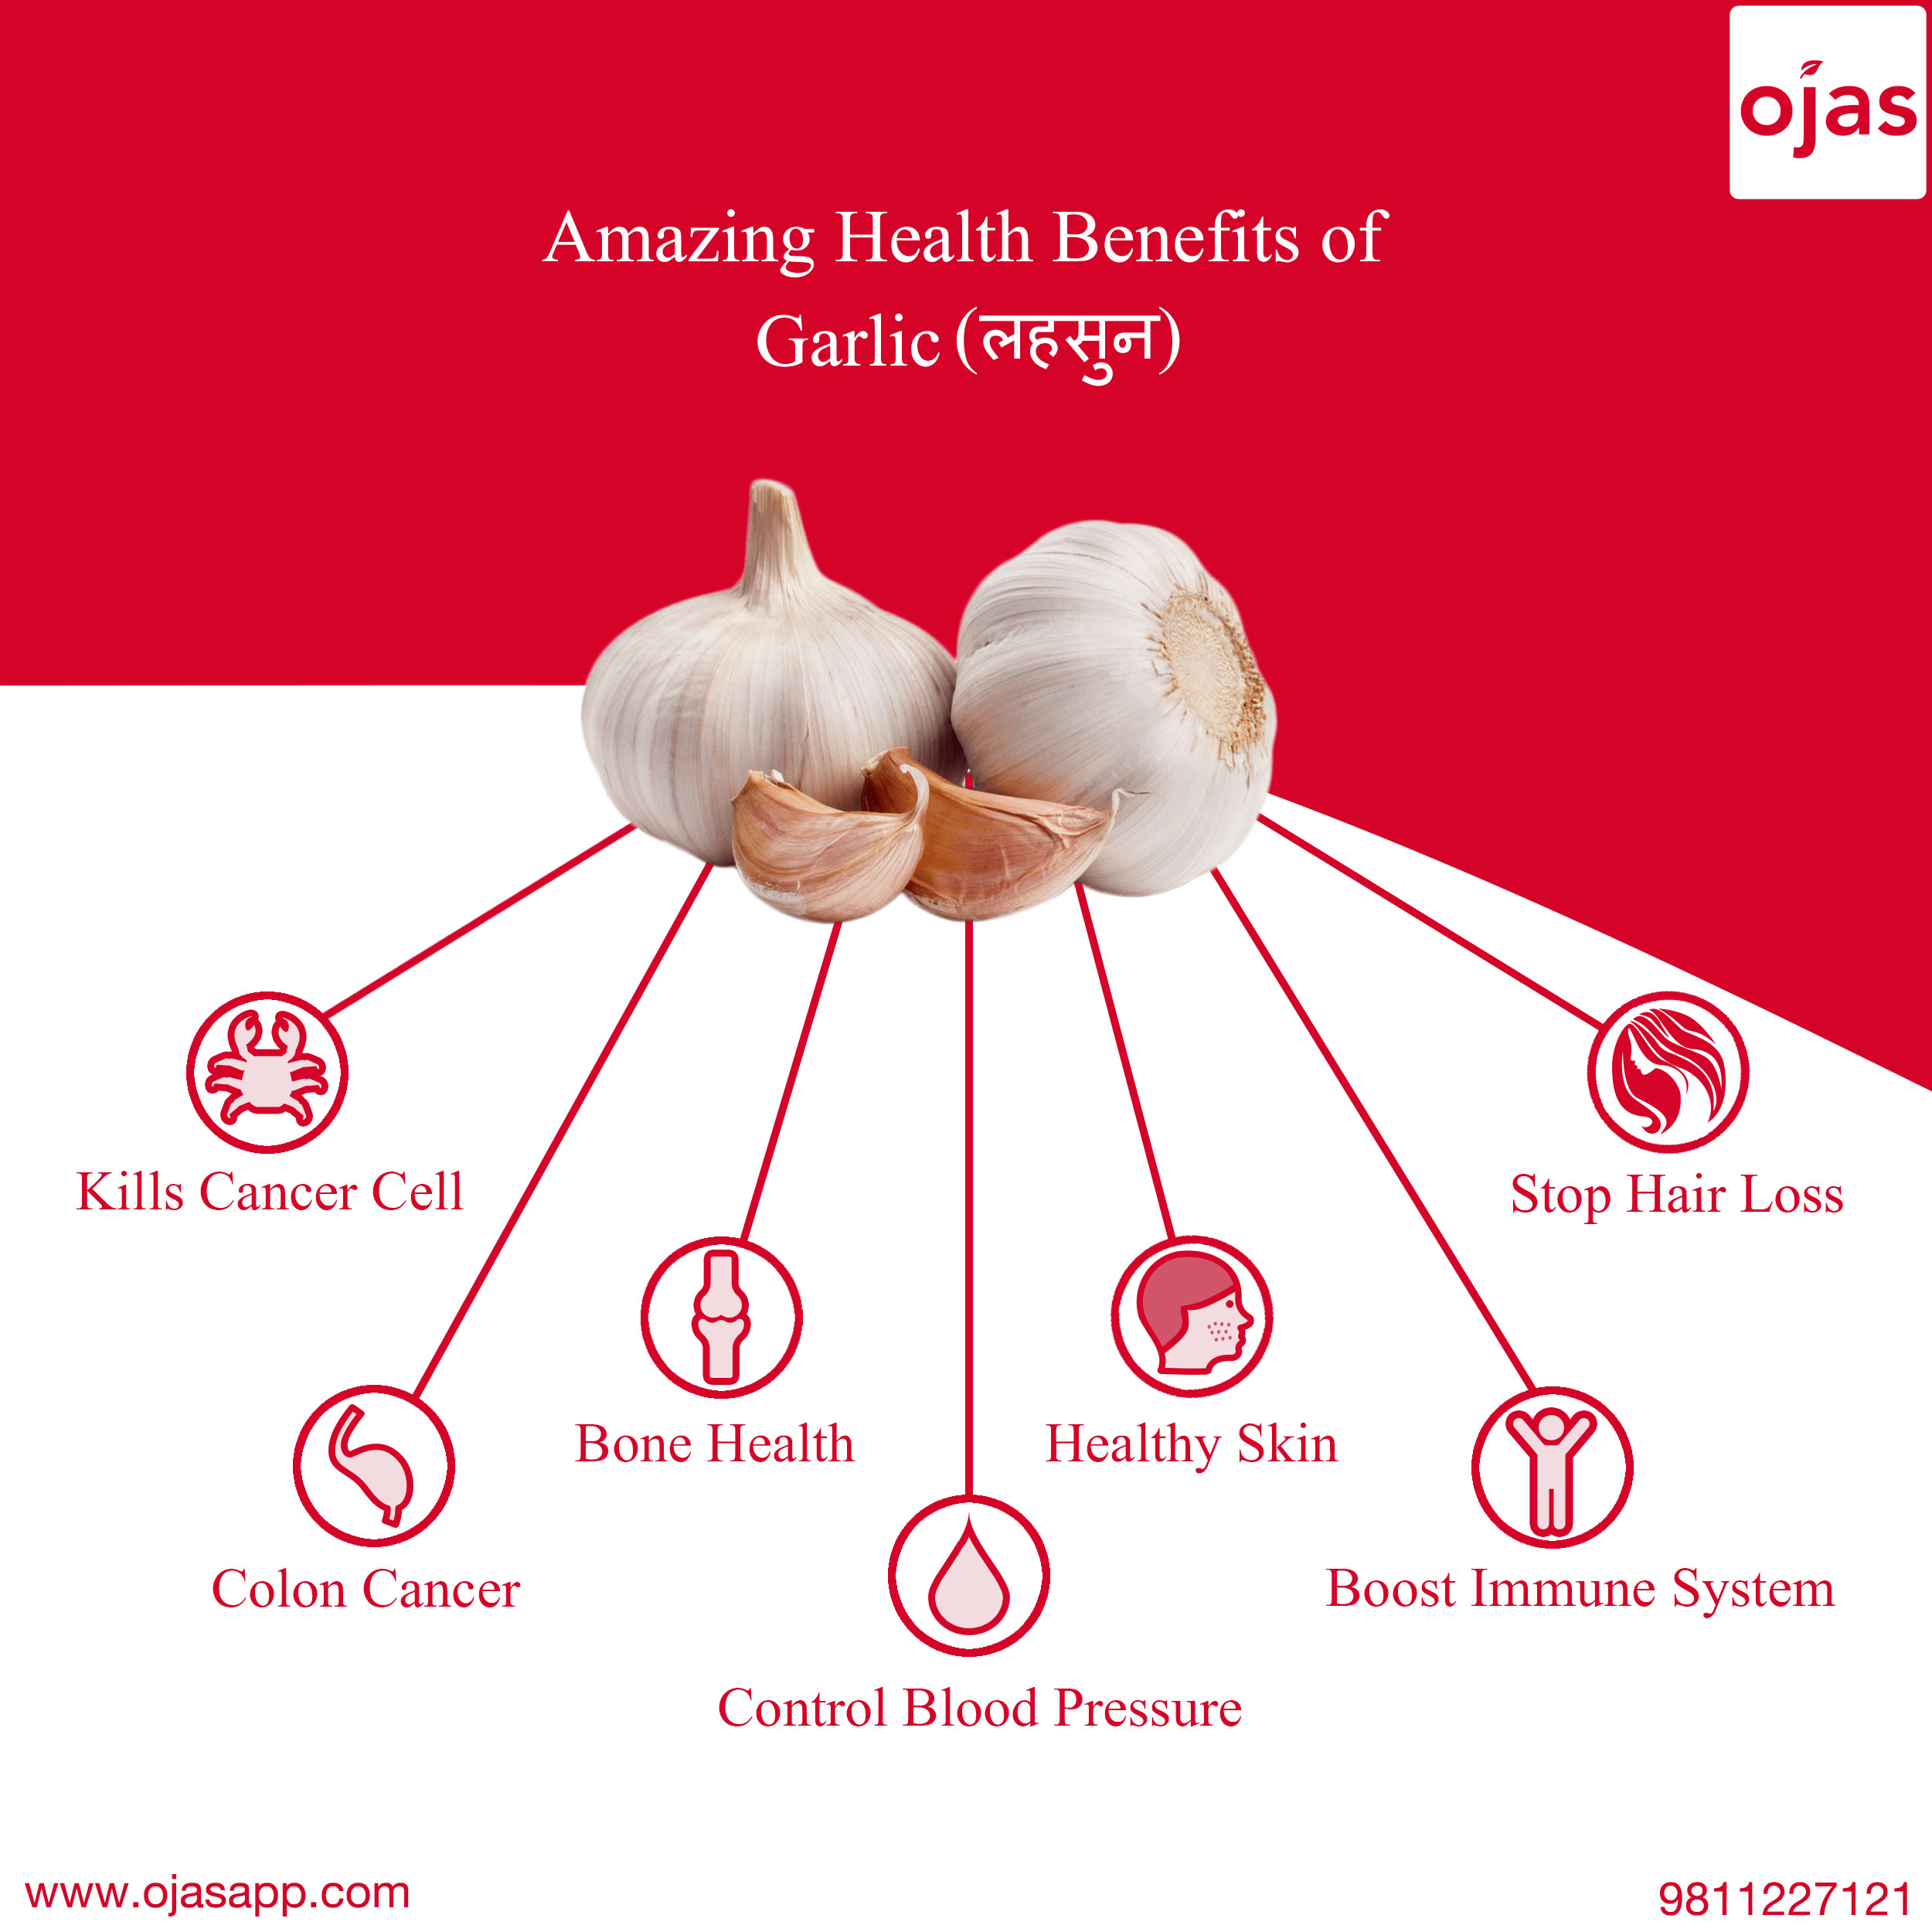 ojas
Amazing Health Benefits of
Garlic (लहसुन)
Kills Cancer Cell
Stop Hair Loss
Bone Health
Healthy Skin
Colon Cancer
Boost Immune System
Control Blood Pressure
www.ojasapp.com
9811227121